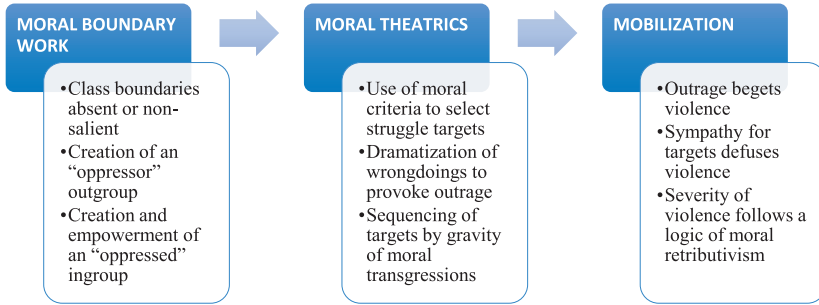 MORAL BOUNDARY
WORK
•Class boundaries
absent or non-
salient
•Creation of an
“oppressor”
outgroup
•Creation and
empowerment of
an “oppressed”
ingroup
MORAL THEATRICS
•Use of moral
criteria to select
struggle targets
•Dramatization of
wrongdoings to
provoke outrage
•Sequencing of
targets by gravity
of moral
transgressions
MOBILIZATION
•Outrage begets
violence
•Sympathy for
targets defuses
violence
•Severity of
violence follows a
logic of moral
retributivism